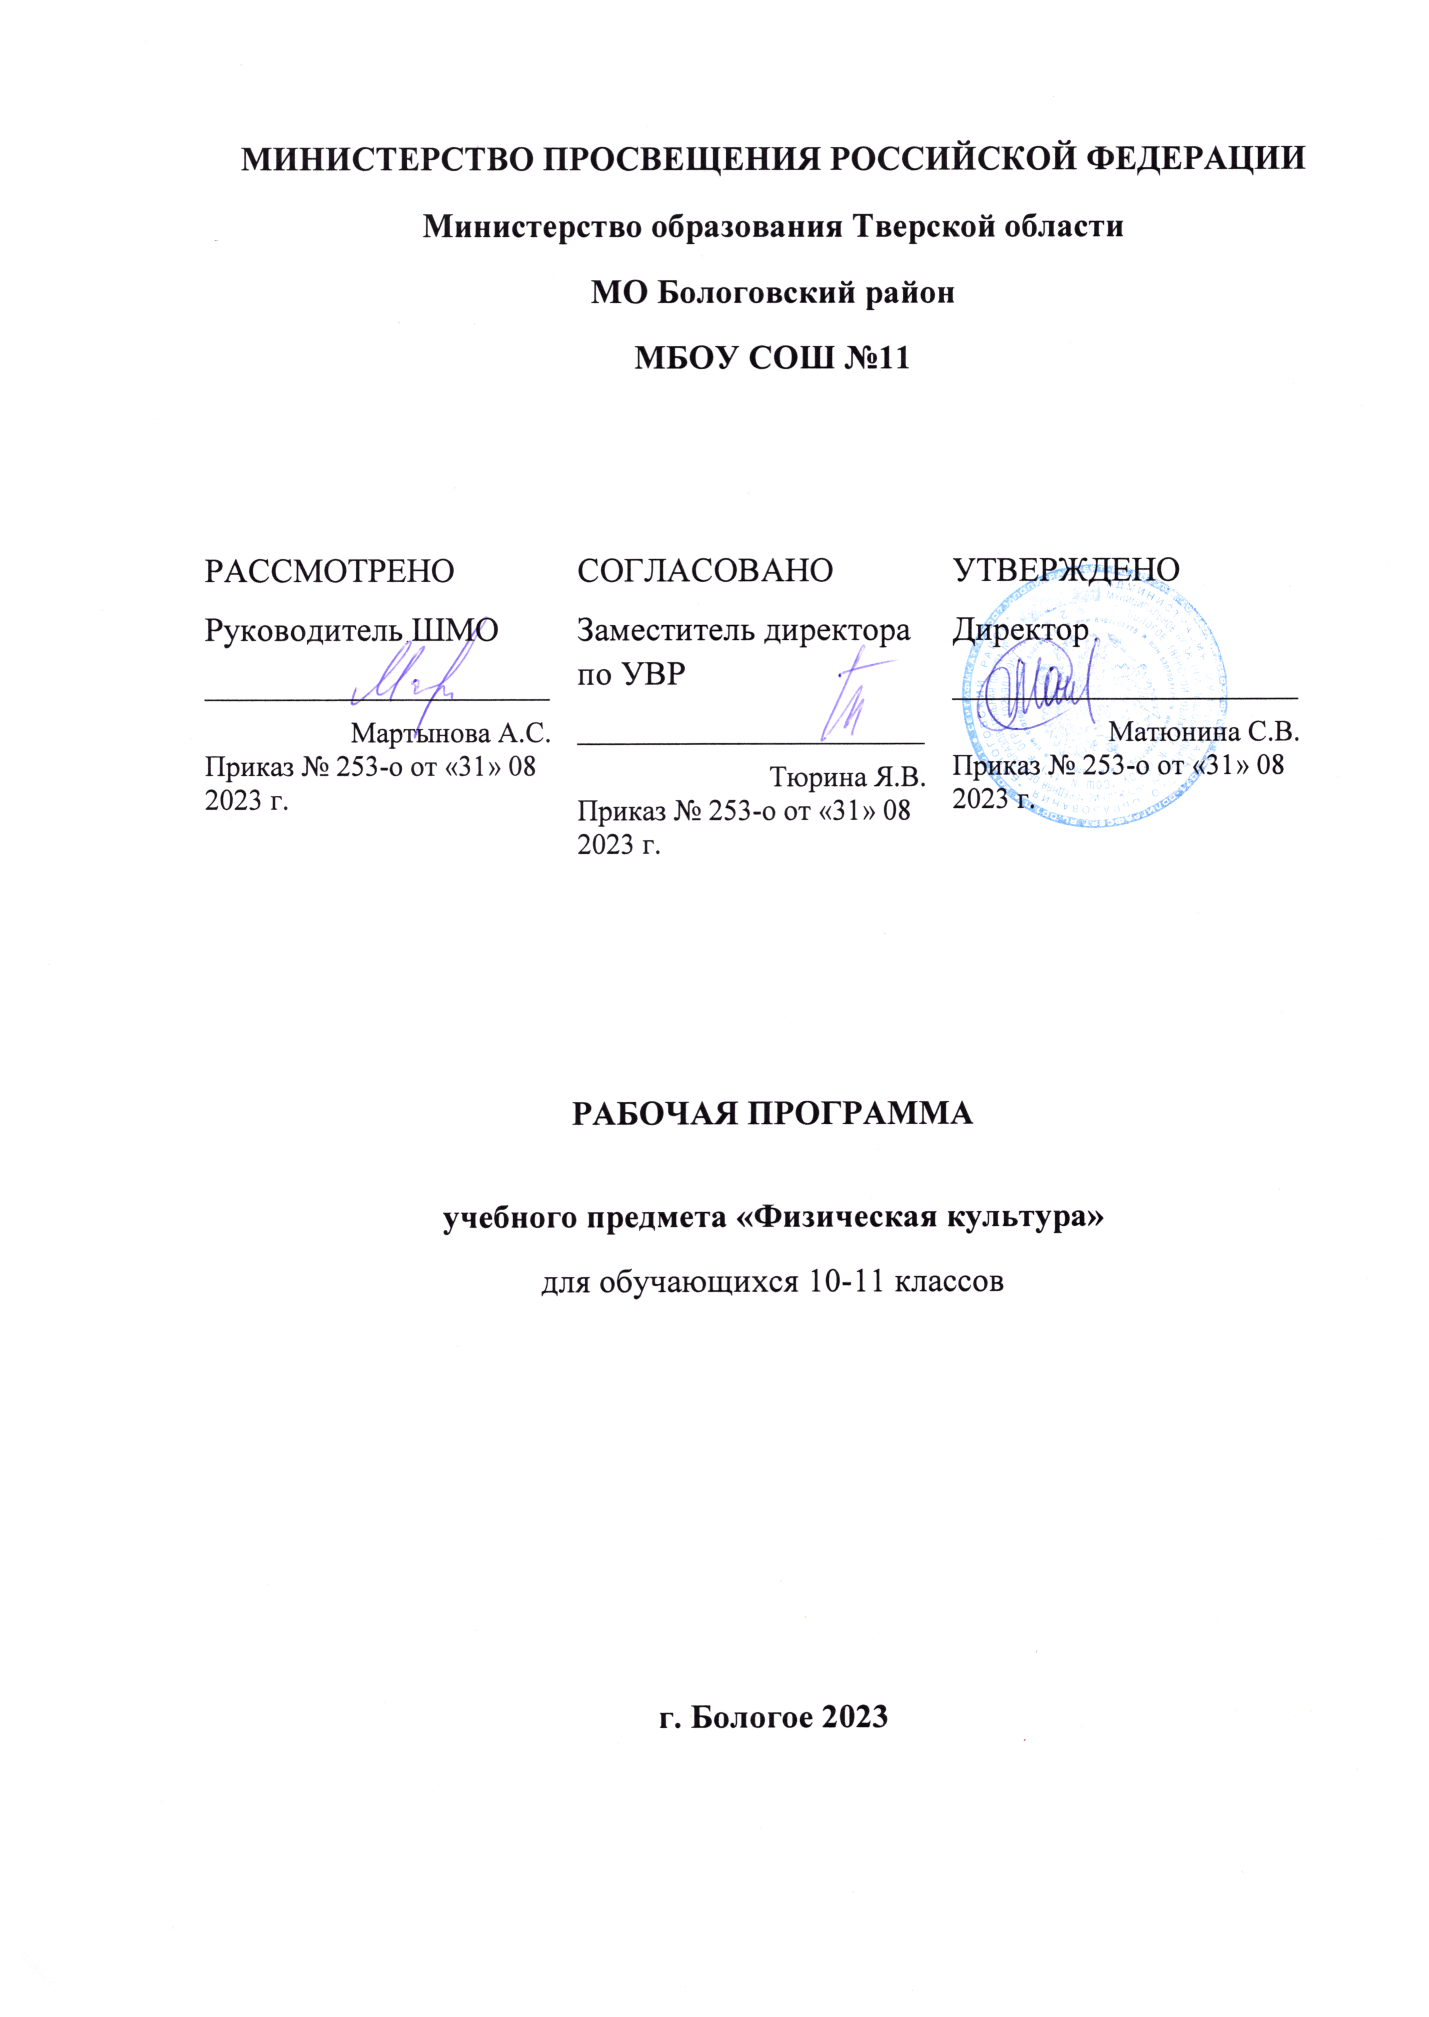 МИНИСТЕРСТВО ПРОСВЕЩЕНИЯ РОССИЙСКОЙ ФЕДЕРАЦИИ
Министерство образования Тверской области
МО Бологовский район
МБОУ СОШ №11
РАССМОТРЕНО
Руководитель ШМО
Мартынова А.С.
Приказ № 253-о от «31» 08
2023 г.
СОГЛАСОВАНО
Заместитель директора
по УВР
Тюрина Я.В.
Приказ № 253-о от «31» 08
2023 г.
УТВЕРЖДЕНО
Директор
Матюнина С.В.
Приказ № 253-о от «31» 08
2023 г.
РАБОЧАЯ ПРОГРАММА
учебного предмета «Физическая культура»
для обучающихся 10-11 классов
г. Бологое 2023